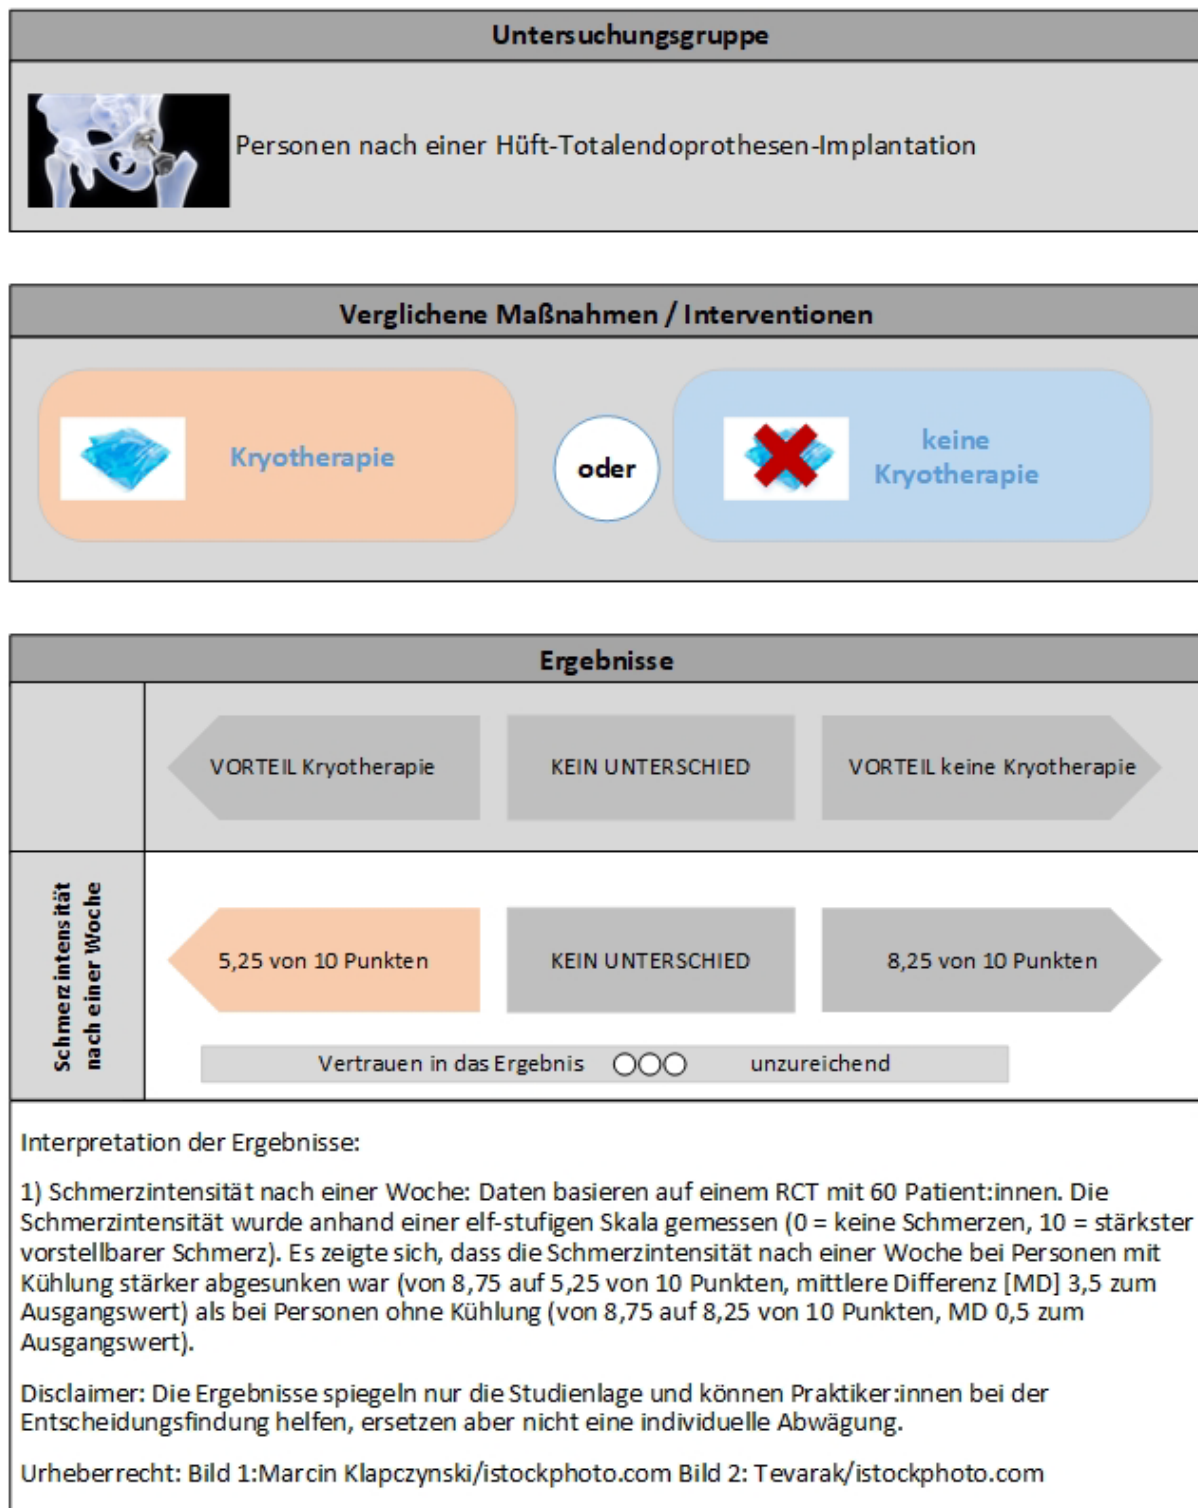 Untersuchungsgruppe
Personen nach einer Hüft-Totalendoprothesen-Implantation
Verglichene Maßnahmen / Interventionen
Kryotherapie
oder
keine
Kryotherapie
Ergebnisse
VORTEIL Kryotherapie
KEIN UNTERSCHIED
VORTEIL keine Kryotherapie
Schmerzintensität
nach einer Woche
5,25 von 10 Punkten
KEIN UNTERSCHIED
8,25 von 10 Punkten
Vertrauen in das Ergebnis ○○○ unzureichend
Interpretation der Ergebnisse:
1) Schmerzintensität nach einer Woche: Daten basieren auf einem RCT mit 60 Patient:innen. Die
Schmerzintensität wurde anhand einer elf-stufigen Skala gemessen (0 = keine Schmerzen, 10 = stärkster
vorstellbarer Schmerz). Es zeigte sich, dass die Schmerzintensität nach einer Woche bei Personen mit
Kühlung stärker abgesunken war (von 8,75 auf 5,25 von 10 Punkten, mittlere Differenz [MD] 3,5 zum
Ausgangswert) als bei Personen ohne Kühlung (von 8,75 auf 8,25 von 10 Punkten, MD 0,5 zum
Ausgangswert).
Disclaimer: Die Ergebnisse spiegeln nur die Studienlage und können Praktiker:innen bei der
Entscheidungsfindung helfen, ersetzen aber nicht eine individuelle Abwägung.
Urheberrecht: Bild 1:Marcin Klapczynski/istockphoto.com Bild 2: Tevarak/istockphoto.com